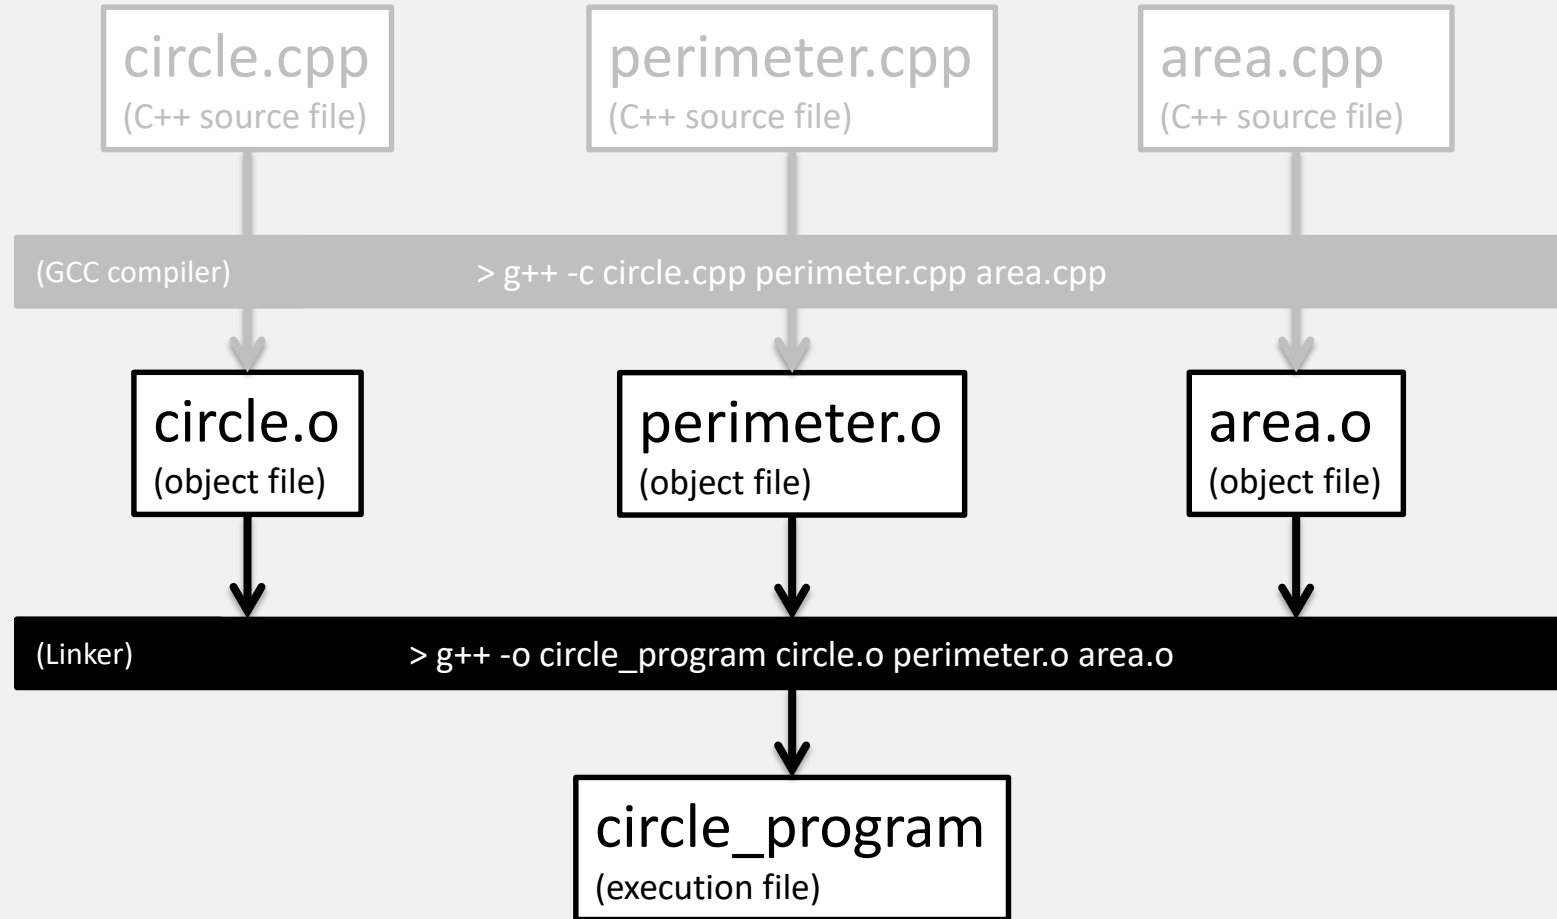 circle.cpp
(C++ source file)
perimeter.cpp
(C++ source file)
area.cpp
(C++ source file)
(GCC compiler) > g++ -c circle.cpp perimeter.cpp area.cpp
circle.o
(object file)
perimeter.o
(object file)
area.o
(object file)
(Linker) > g++ -o circle_program circle.o perimeter.o area.o
circle_program
(execution file)